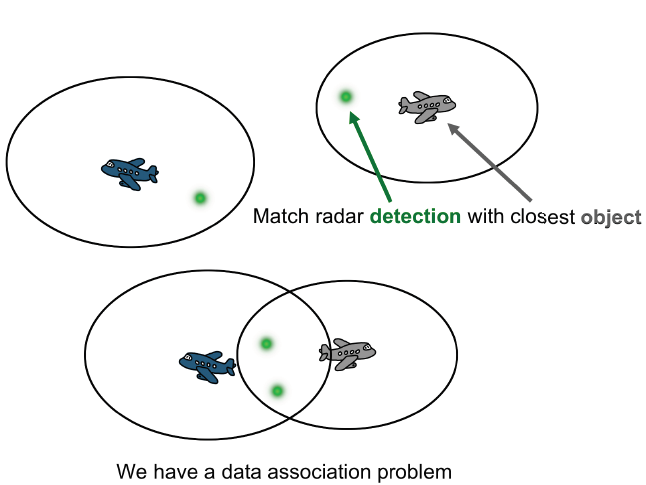 Match radar detection with closest object
We have a data association problem